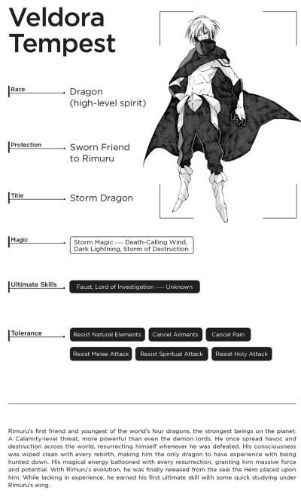 Veldora
Tempest
Race
Dragon
(high-level spirit)
Protection
Sworn Friend
to Rimuru
Title
Storm Dragon
Magic
Storm Magic --- Death-Calling Wind,
Dark Lightning, Storm of Destruction
Ultimate Skills
Faust, Lord of Investigation --- Unknown
Tolerance
Resist Natural Elements
Cancel Ailments
Cancel Pain
Resist Melee Attack
Resist Spiritual Attack
Resist Holy Attack
Rimuru's first friend and youngest of the world's four dragons, the strongest beings on the planet.
A Calamity-level threat, more powerful than even the demon lords. He once spread havoc and
destruction across the world, resurrecting himself whenever he was defeated. His consciousness
was wiped clean with every rebirth, making him the only dragon to have experience with being
hunted down. His magical energy ballooned with every resurrection, granting him massive force
and potential. With Rimuru's evolution, he was finally released from the seal the Hero placed upon
him. While lacking in experience, he earned his first ultimate skill with some quick studying under
Rimuru's wing.